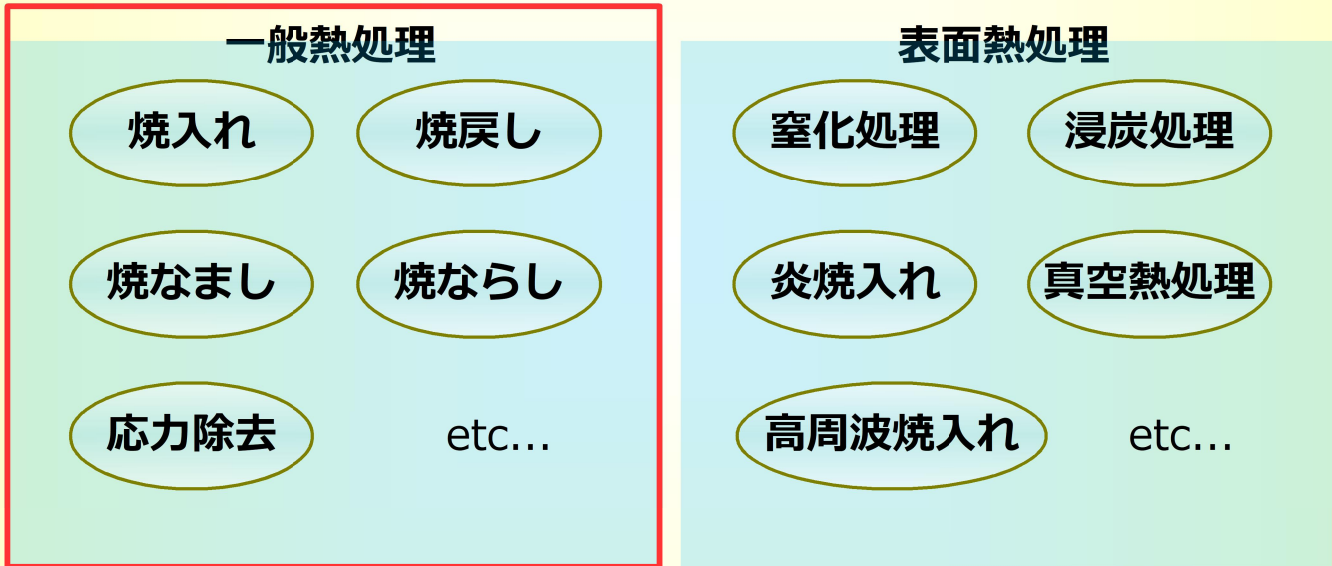 一般熱処理
焼入れ
焼戻し
焼なまし
焼ならし
応力除去
etc…
表面熱処理
窒化処理
浸炭処理
炎焼入れ
真空熱処理
高周波焼入れ
etc…